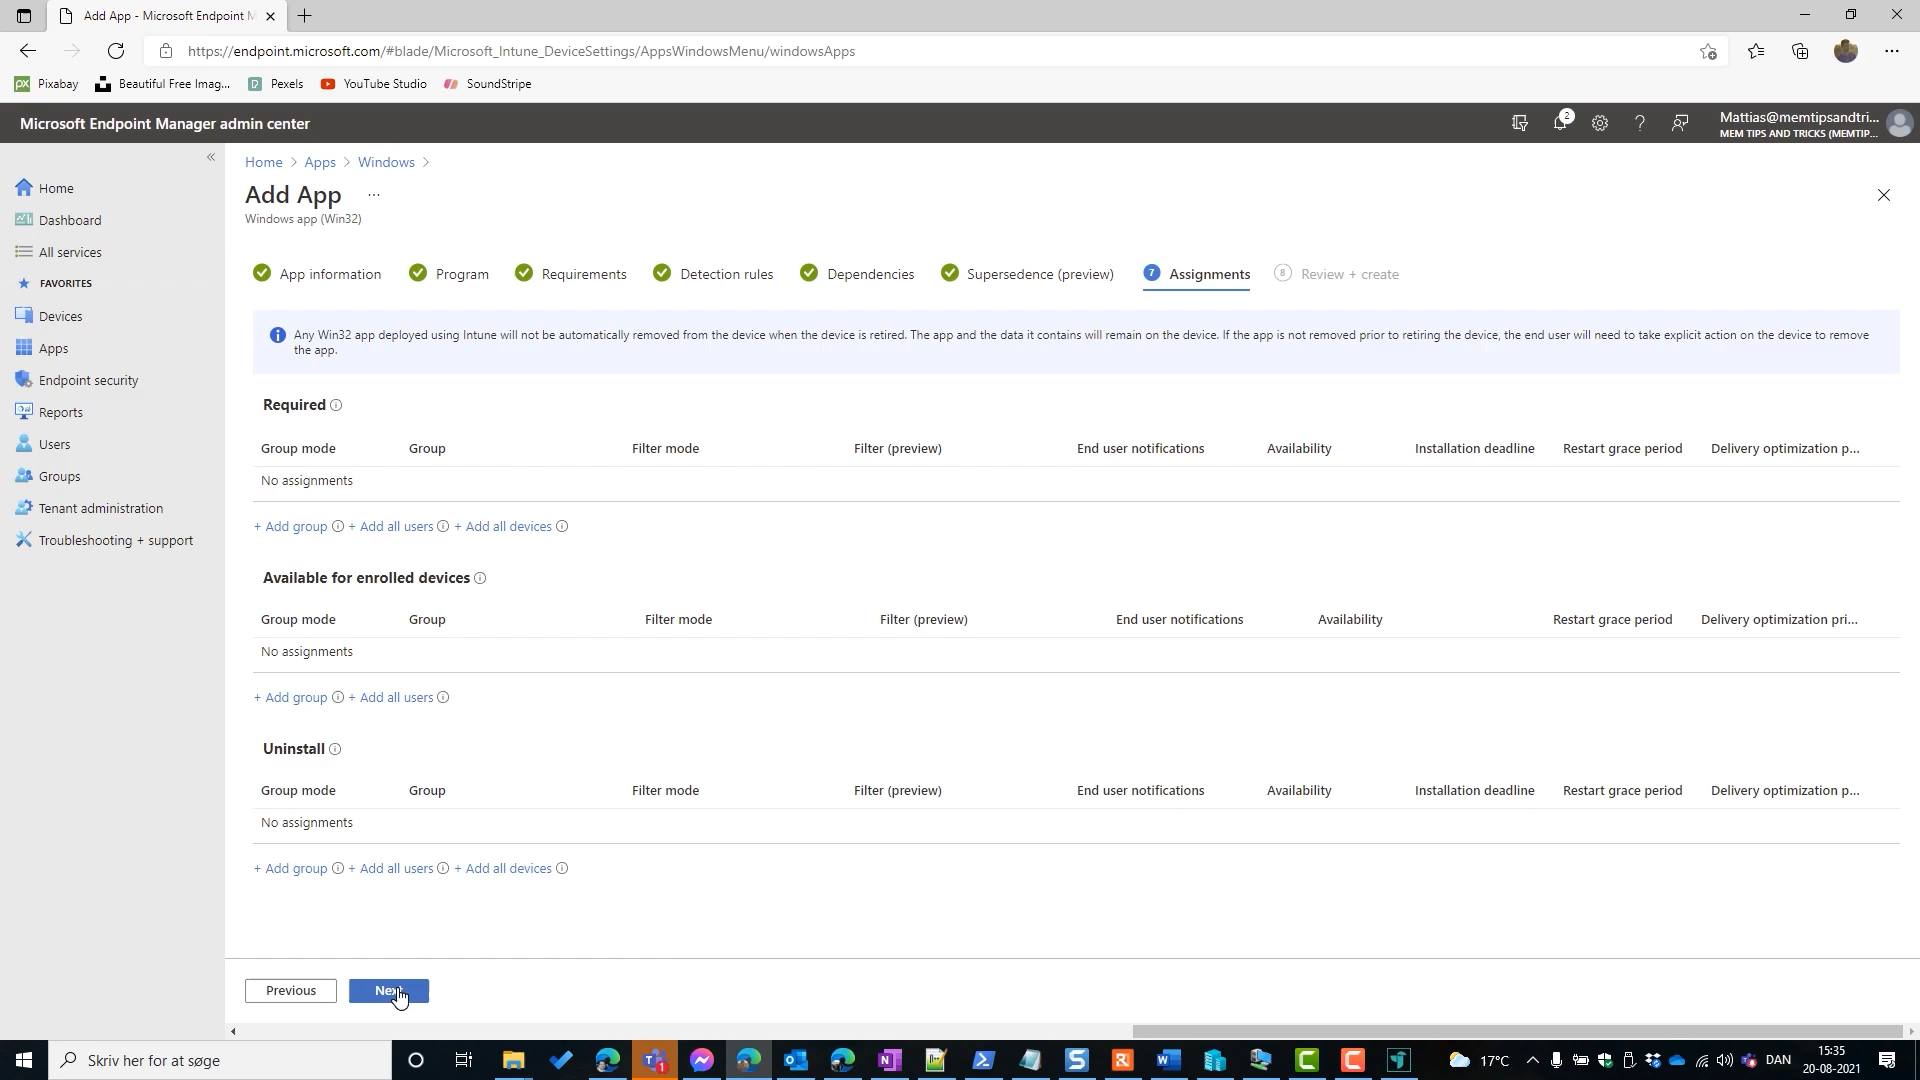 Add App - Microsoft Endpoint M
https://endpoint.microsoft.com/#blade/Microsoft_Intune_DeviceSettings/AppsWindowsMenu/windowsApps
px Pixabay Beautiful Free Imag... Pexels YouTube Studio SoundStripe
Microsoft Endpoint Manager admin center
2
Mattias@memtipsandtri...
MEM TIPS AND TRICKS (MEMTIP...
«
Home
Dashboard
All services
FAVORITES
Devices
Apps
Endpoint security
Reports
Users
Groups
Tenant administration
Troubleshooting + support
Home > Apps > Windows >
Add App ...
Windows app (Win32)
App information Program Requirements Detection rules Dependencies Supersedence (preview) 7 Assignments 8 Review + create
Any Win32 app deployed using Intune will not be automatically removed from the device when the device is retired. The app and the data it contains will remain on the device. If the app is not removed prior to retiring the device, the end user will need to take explicit action on the device to remove
the app.
Required
Group mode Group Filter mode Filter (preview) End user notifications Availability Installation deadline Restart grace period Delivery optimization p...
No assignments
+ Add group + Add all users + Add all devices
Available for enrolled devices
Group mode Group Filter mode Filter (preview) End user notifications Availability Restart grace period Delivery optimization pri...
No assignments
+ Add group + Add all users
Uninstall
Group mode Group Filter mode Filter (preview) End user notifications Availability Installation deadline Restart grace period Delivery optimization p...
No assignments
+ Add group + Add all users + Add all devices
Previous Next
Skriv her for at søge
17°C DAN
15:35
20-08-2021